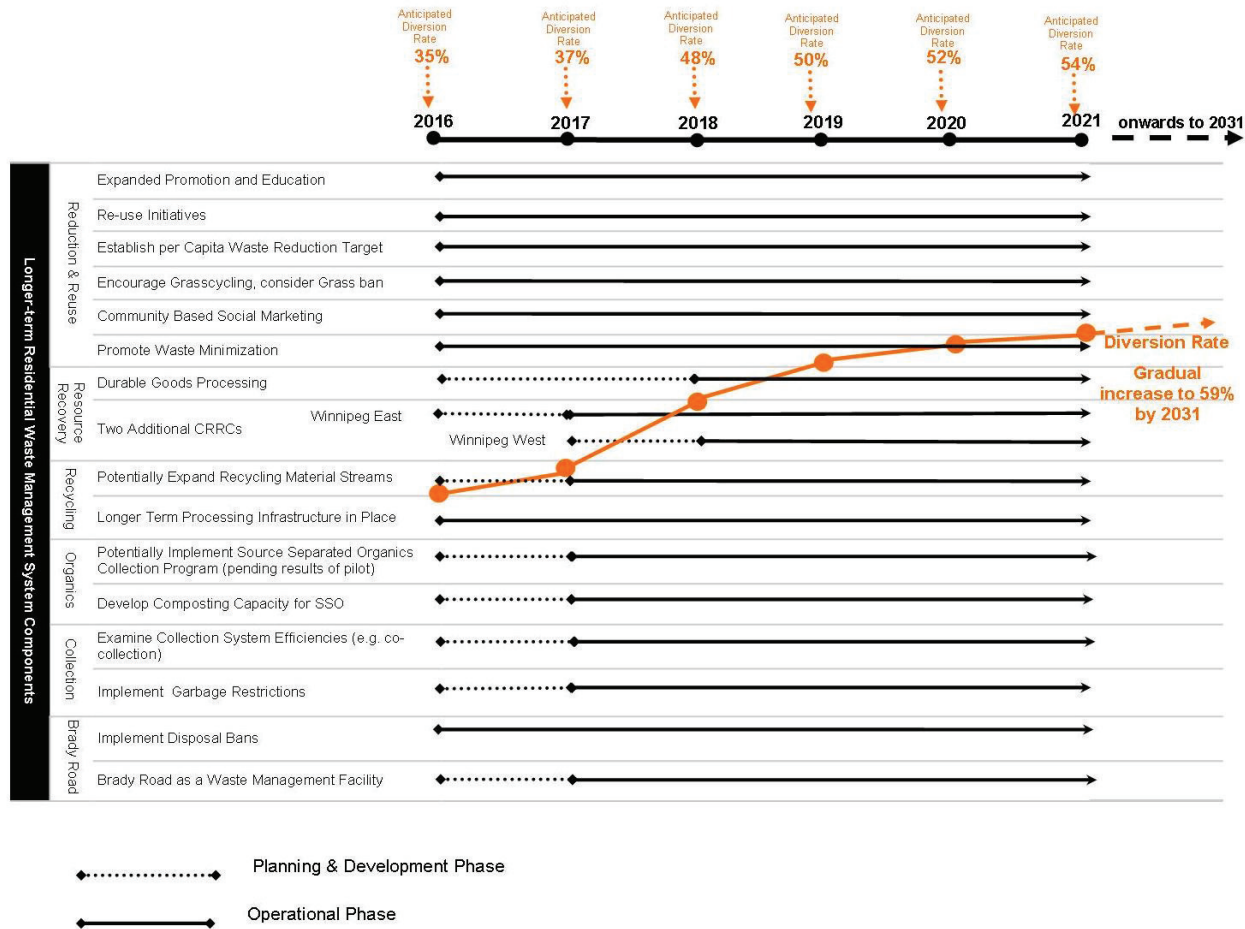 Anticipated
Diversion
Rate
35%
Anticipated
Diversion
Rate
37%
Anticipated
Diversion
Rate
48%
Anticipated
Diversion
Rate
50%
Anticipated
Diversion
Rate
52%
Anticipated
Diversion
Rate
54%
2016
2017
2018
2019
2020
2021
onwards to 2031
Longer-term Residential Waste Management System Components
Reduction & Reuse
Expanded Promotion and Education
Re-use Initiatives
Establish per Capita Waste Reduction Target
Encourage Grasscycling, consider Grass ban
Community Based Social Marketing
Promote Waste Minimization
Diversion Rate
Gradual
increase to 59%
by 2031
Resource
Recovery
Durable Goods Processing
Two Additional CRRCs
Winnipeg East
Winnipeg West
Recycling
Potentially Expand Recycling Material Streams
Longer Term Processing Infrastructure in Place
Organics
Potentially Implement Source Separated Organics
Collection Program (pending results of pilot)
Develop Composting Capacity for SSO
Collection
Examine Collection System Efficiencies (e.g. co-
collection)
Implement Garbage Restrictions
Brady Road
Implement Disposal Bans
Brady Road as a Waste Management Facility
Planning & Development Phase
Operational Phase